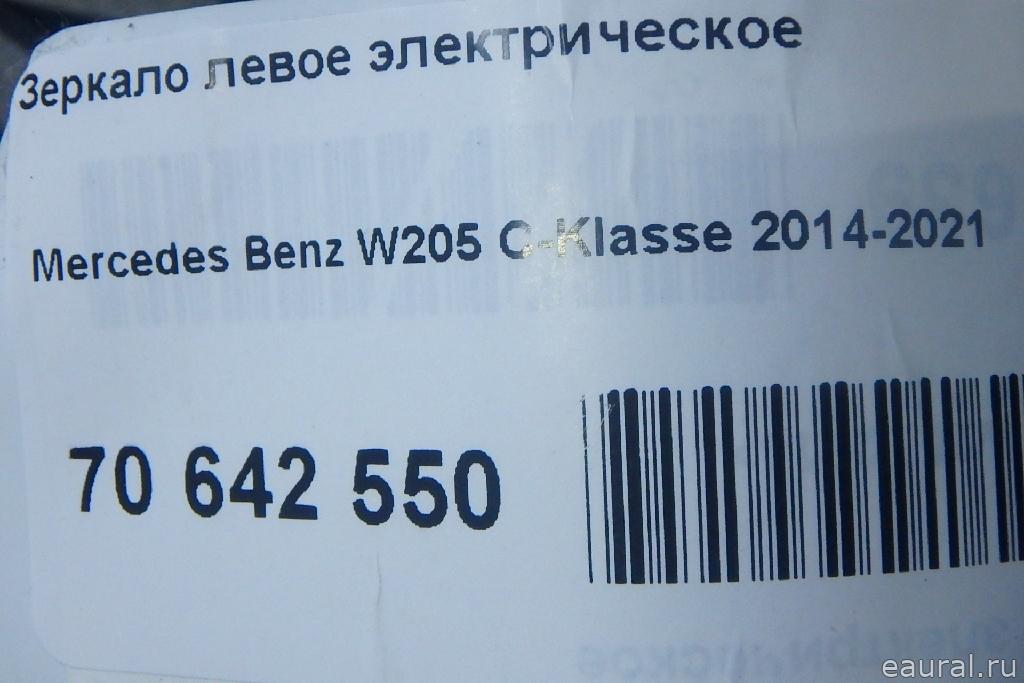 Зеркало левое электрическое
Mercedes Benz W205 C-Klasse 2014-2021
70 642 550
eaural.ru